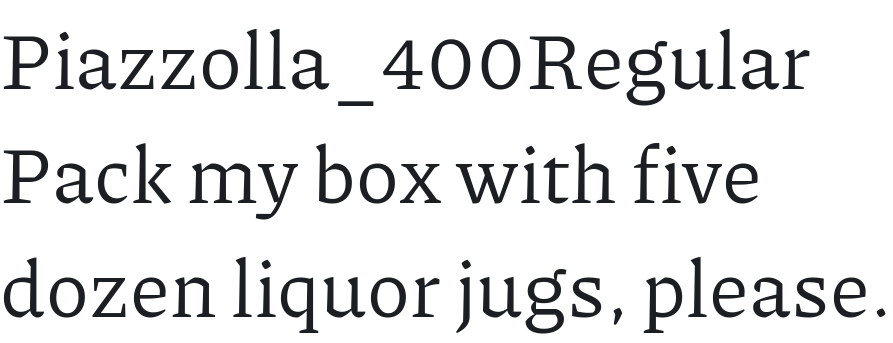 Piazzolla_400Regular
Pack my box with five
dozen liquor jugs, please.